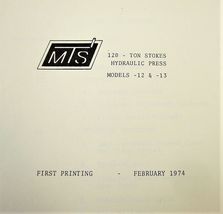 MTS
120 - TON STOKES
HYDRAULIC PRESS
MODELS -12 & -13
FIRST PRINTING - FEBRUARY 1974